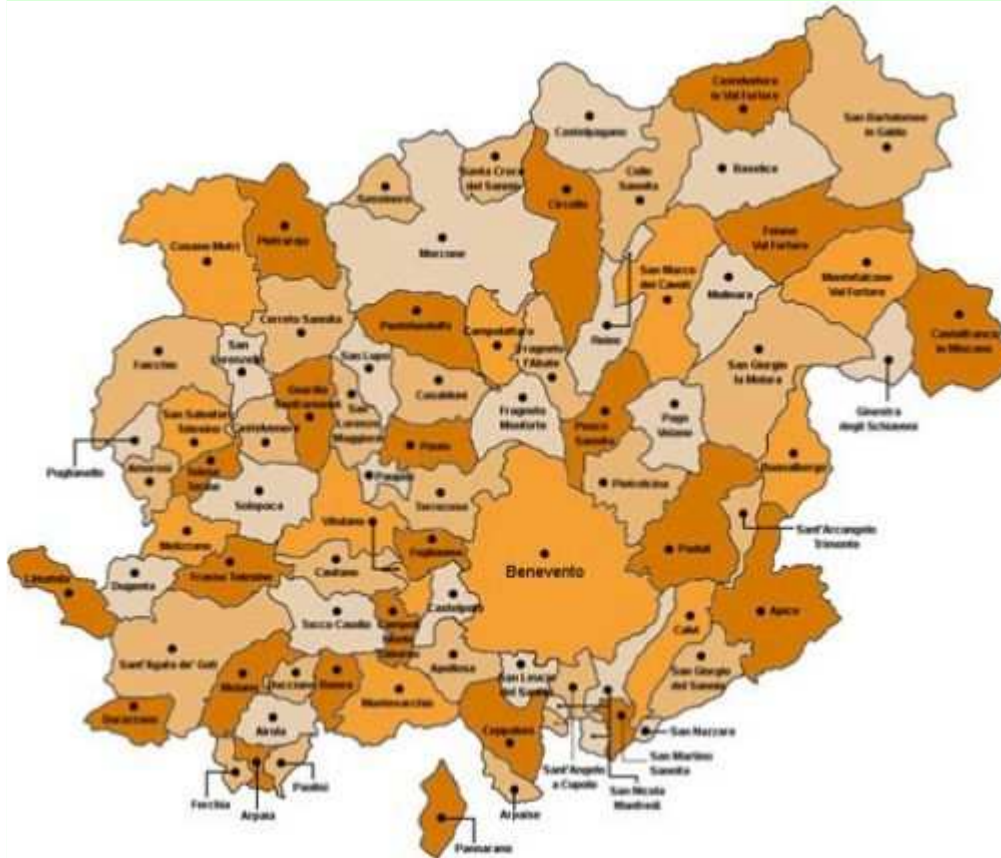 Castelvetere
in Val Fortore
San Bartolomeo
in Galdo
Castelpagano
Baselice
Colle
Sannita
Santa Croce
del Sannio
Sassinoro
Circello
Cusano Mutri
Pietraroja
Morcone
Foiano
Val Fortore
San Marco
dei Cavoti
Molinara
Montefalcone
Val Fortore
Castelfranco
in Miscano
Cerreto Sannita
Pontelandolfo
Campolattaro
Reino
Fragneto
l'Abate
San
Lorenzello
San Lupo
Faicchio
San Giorgio
la Molara
Ginestra
degli Schiavoni
Guardia
Sanframondi
Casalduni
San
Lorenzo
Maggiore
Fragneto
Monforte
San Salvatore
Telesino
Castelvenere
Pesco
Sannita
Pago
Veiano
Puglianello
Ponte
Buonalbergo
Amorosi
Telese
Terme
Paupisi
Pietrelcina
Solopaca
Torrecuso
Sant'Arcangelo
Trimonte
Vitulano
Melizzano
Foglianise
Paduli
Benevento
Limatola
Dugenta
Frasso Telesino
Cautano
Castelpoto
Apice
Tocco Caudio
Campoli
Monte
Taburno
Calvi
Sant'Agata de' Goti
Apollosa
San Leucio
del Sannio
San Giorgio
del Sannio
Moiano
Bucciano
Bonea
Montesarchio
Durazzano
Airola
Ceppaloni
San Nazzaro
San Martino
Sannita
Sant'Angelo
a Cupolo
San Nicola
Manfredi
Forchia
Arpaia
Paolisi
Arpaise
Pannarano